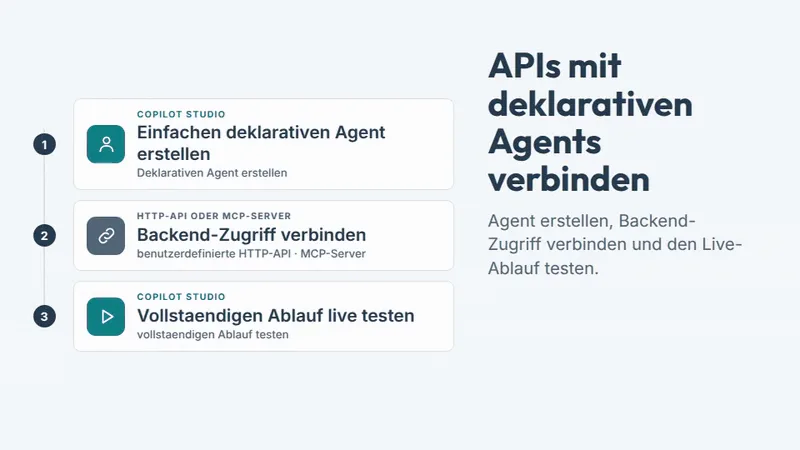 APIs mit
deklarativen
Agents
verbinden
Agent erstellen, Backend-
Zugriff verbinden und den Live-
Ablauf testen.
1
COPILOT STUDIO
Einfachen deklarativen Agent
erstellen
Deklarativen Agent erstellen
2
HTTP-API ODER MCP-SERVER
Backend-Zugriff verbinden
benutzerdefinierte HTTP-API · MCP-Server
3
COPILOT STUDIO
Vollstaendigen Ablauf live testen
vollstaendigen Ablauf testen